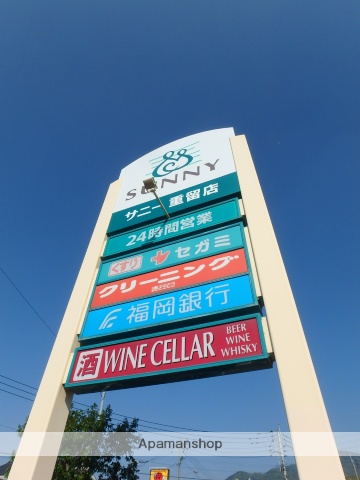 SUNNY
サニー 重留店
24時間営業
くすり セガミ
クリーニング
福岡銀行
酒 WINE CELLAR
BEER
WINE
WHISKY
Apamanshop